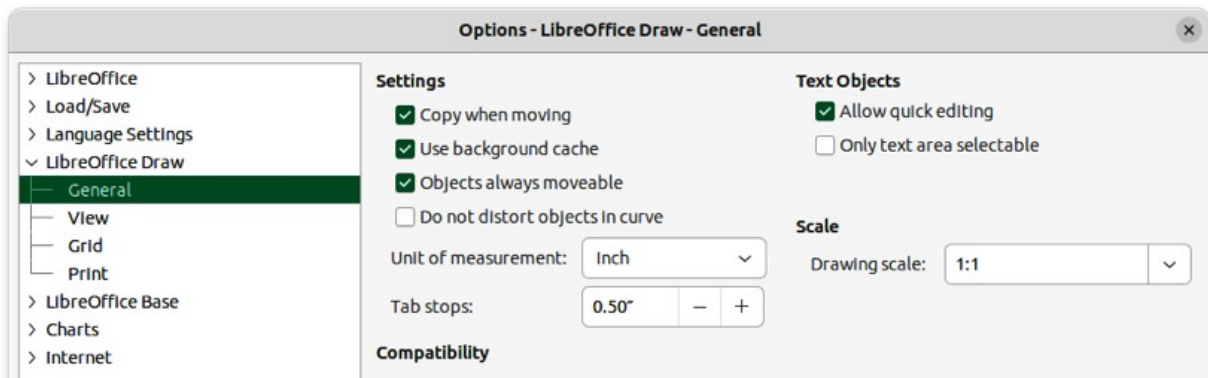 Options - LibreOffice Draw - General
LibreOffice
Load/Save
Language Settings
LibreOffice Draw
General
View
Grid
Print
LibreOffice Base
Charts
Internet
Settings
Copy when moving
Use background cache
Objects always moveable
Do not distort objects in curve
Unit of measurement: Inch
Tab stops: 0.50″ − +
Compatibility
Text Objects
Allow quick editing
Only text area selectable
Scale
Drawing scale: 1:1